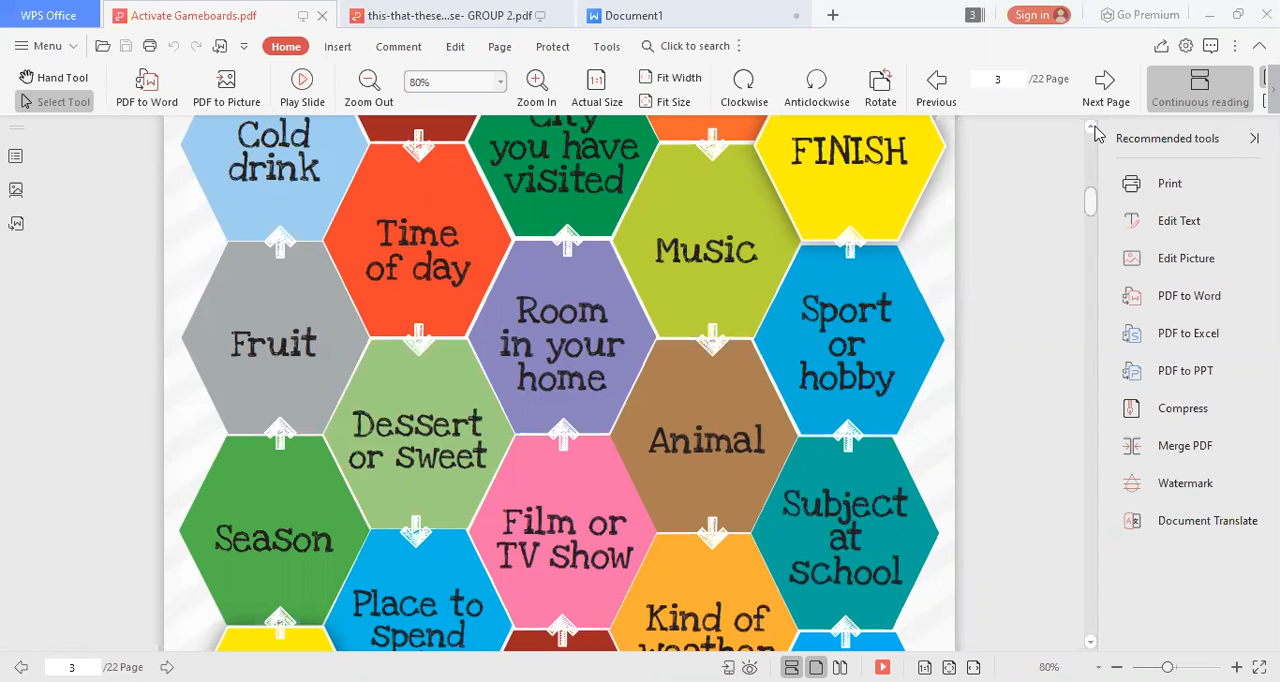 WPS Office
Activate Gameboards.pdf
this-that-these...se- GROUP 2.pdf
Document1
3
Sign in
Go Premium
Menu
Home
Insert
Comment
Edit
Page
Protect
Tools
Click to search
Hand Tool
Select Tool
PDF to Word
PDF to Picture
Play Slide
Zoom Out
80%
Zoom In
Actual Size
Fit Width
Fit Size
Clockwise
Anticlockwise
Rotate
Previous
3 /22 Page
Next Page
Continuous reading
Recommended tools
Print
Edit Text
Edit Picture
PDF to Word
PDF to Excel
PDF to PPT
Compress
Merge PDF
Watermark
Document Translate
Cold
drink
City
you have
visited
FINISH
Time
of day
Music
Fruit
Room
in your
home
Sport
or
hobby
Dessert
or sweet
Animal
Season
Film or
TV show
Subject
at
school
Place to
spend
Kind of
weather
3 /22 Page
80%